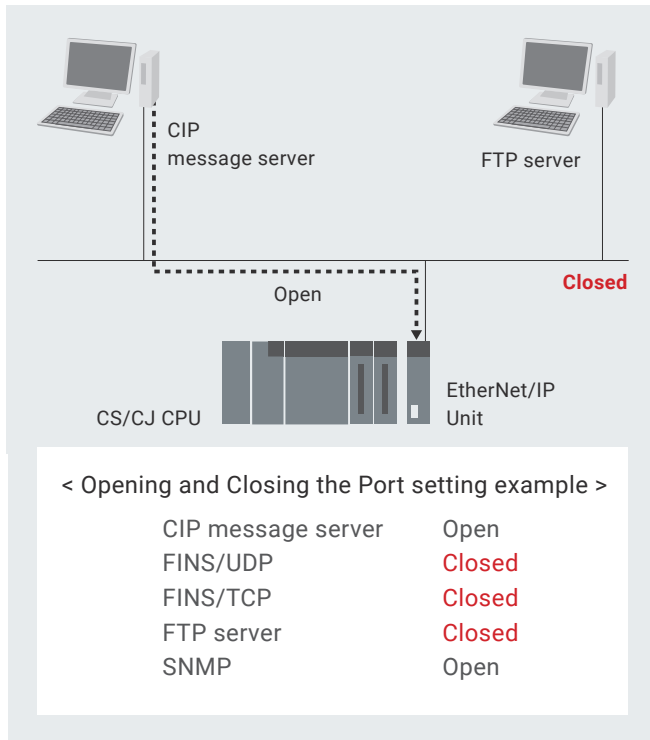 CIP
message server
FTP server
Closed
Open
CS/CJ CPU
EtherNet/IP
Unit
< Opening and Closing the Port setting example >
CIP message server Open
FINS/UDP Closed
FINS/TCP Closed
FTP server Closed
SNMP Open